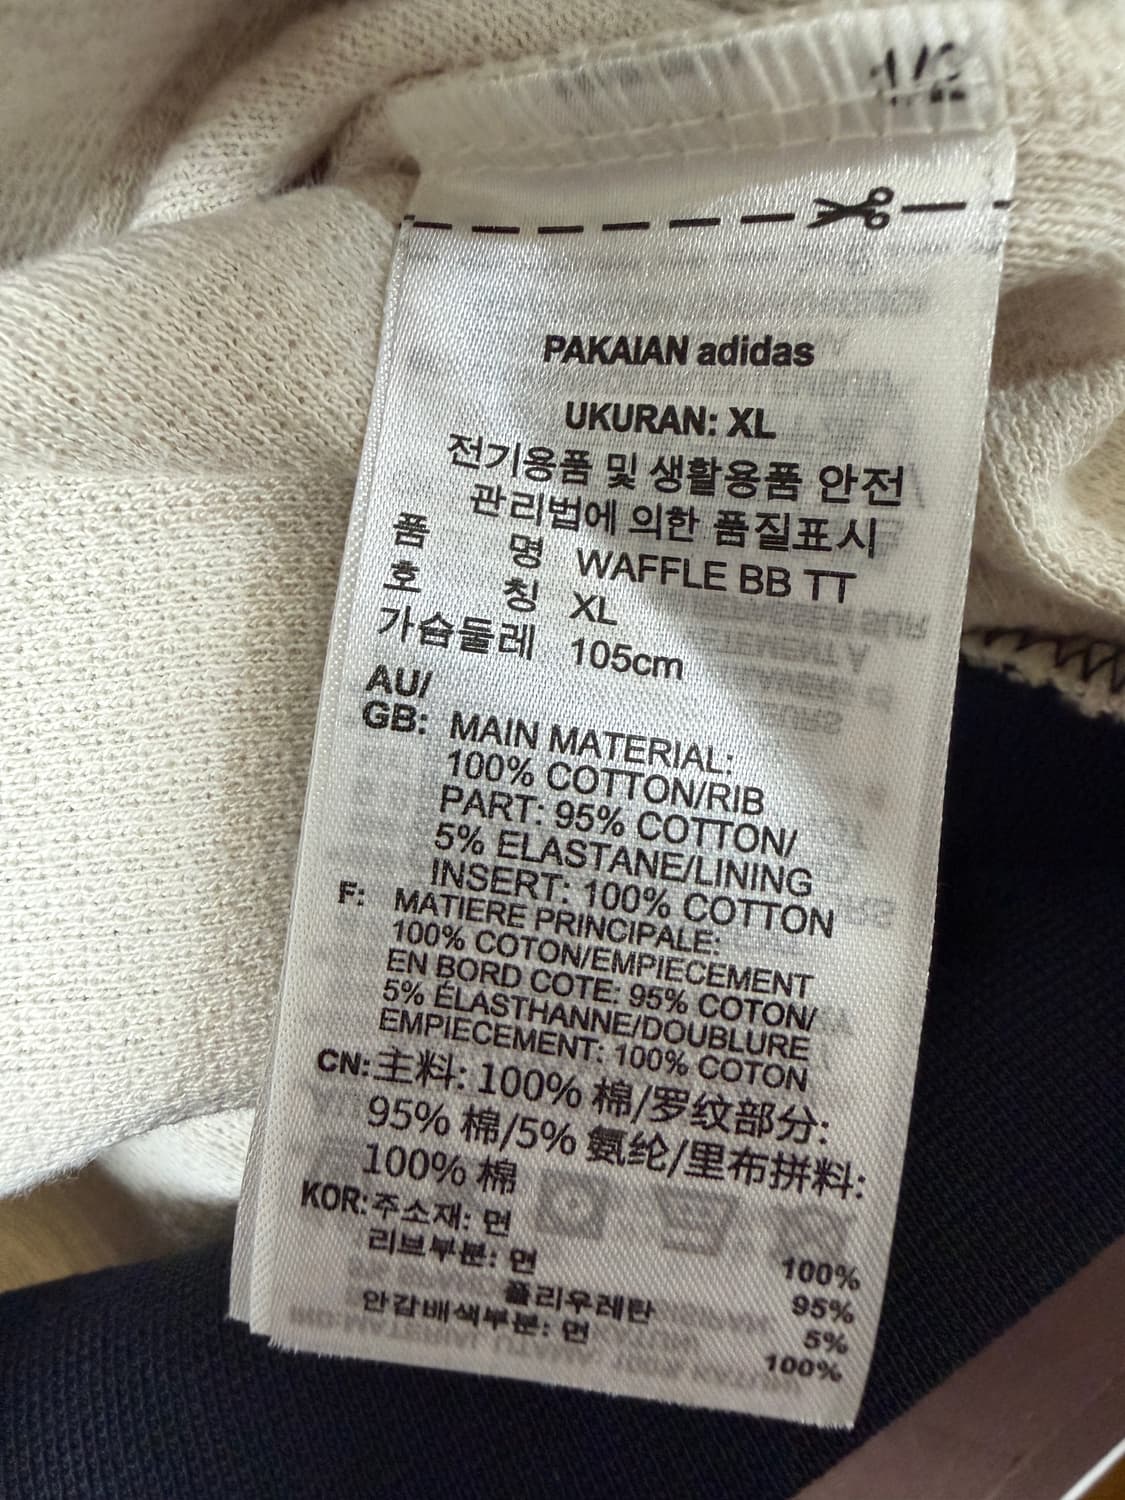 PAKAIAN adidas
UKURAN: XL
전기용품 및 생활용품 안전
관리법에 의한 품질표시
품 명 WAFFLE BB TT
호 칭 XL
가슴둘레 105cm
AU/
GB: MAIN MATERIAL:
100% COTTON/RIB
PART: 95% COTTON/
5% ELASTANE/LINING
INSERT: 100% COTTON
F: MATIERE PRINCIPALE:
100% COTON/EMPIECEMENT
EN BORD COTE: 95% COTON/
5% ÉLASTHANNE/DOUBLURE
EMPIECEMENT: 100% COTON
CN: 主料: 100% 棉/罗纹部分:
95% 棉/5% 氨纶/里布拼料:
100% 棉
KOR: 주소재: 면 100%
리브부분: 면 95%
폴리우레탄 5%
안감배색부분: 면 100%